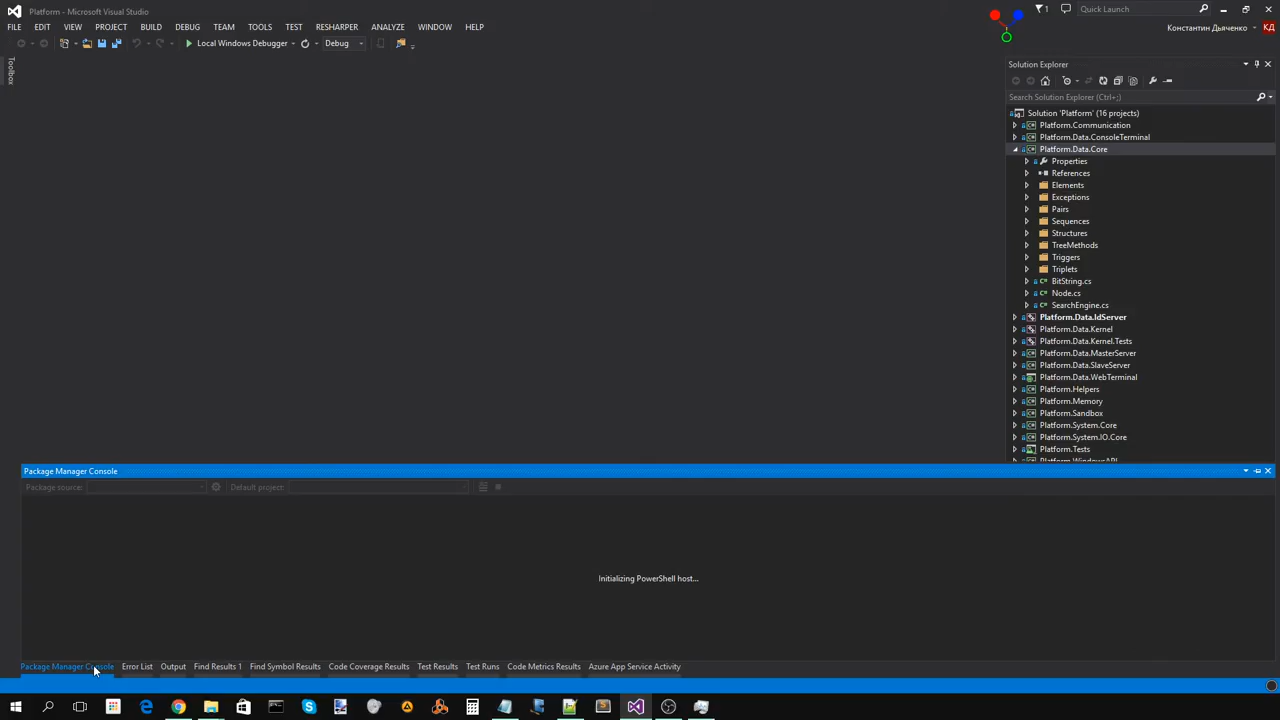 Platform - Microsoft Visual Studio
1
Quick Launch
FILE EDIT VIEW PROJECT BUILD DEBUG TEAM TOOLS TEST RESHARPER ANALYZE WINDOW HELP
Константин Дьяченко КД
Local Windows Debugger Debug
Toolbox
Solution Explorer
Search Solution Explorer (Ctrl+;)
Solution 'Platform' (16 projects)
Platform.Communication
Platform.Data.ConsoleTerminal
Platform.Data.Core
Properties
References
Elements
Exceptions
Pairs
Sequences
Structures
TreeMethods
Triggers
Triplets
BitString.cs
Node.cs
SearchEngine.cs
Platform.Data.IdServer
Platform.Data.Kernel
Platform.Data.Kernel.Tests
Platform.Data.MasterServer
Platform.Data.SlaveServer
Platform.Data.WebTerminal
Platform.Helpers
Platform.Memory
Platform.Sandbox
Platform.System.Core
Platform.System.IO.Core
Platform.Tests
Platform.WindowsAPI
Package Manager Console
Package source: Default project:
Initializing PowerShell host...
Package Manager Console Error List Output Find Results 1 Find Symbol Results Code Coverage Results Test Results Test Runs Code Metrics Results Azure App Service Activity